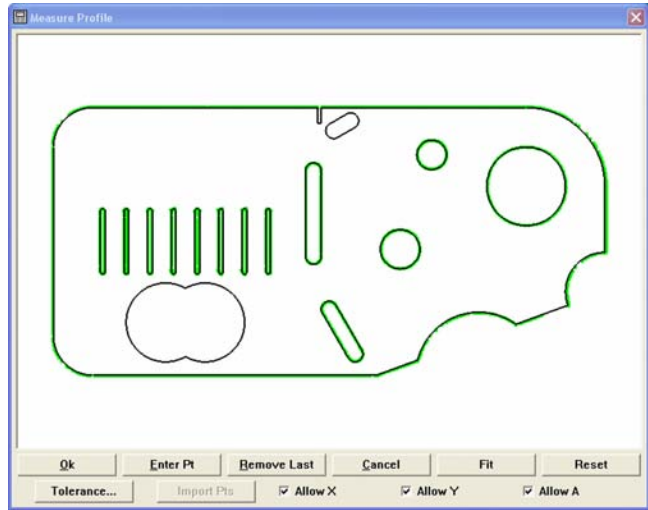 Measure Profile
Ok Enter Pt Remove Last Cancel Fit Reset
Tolerance... Import Pts Allow X Allow Y Allow A